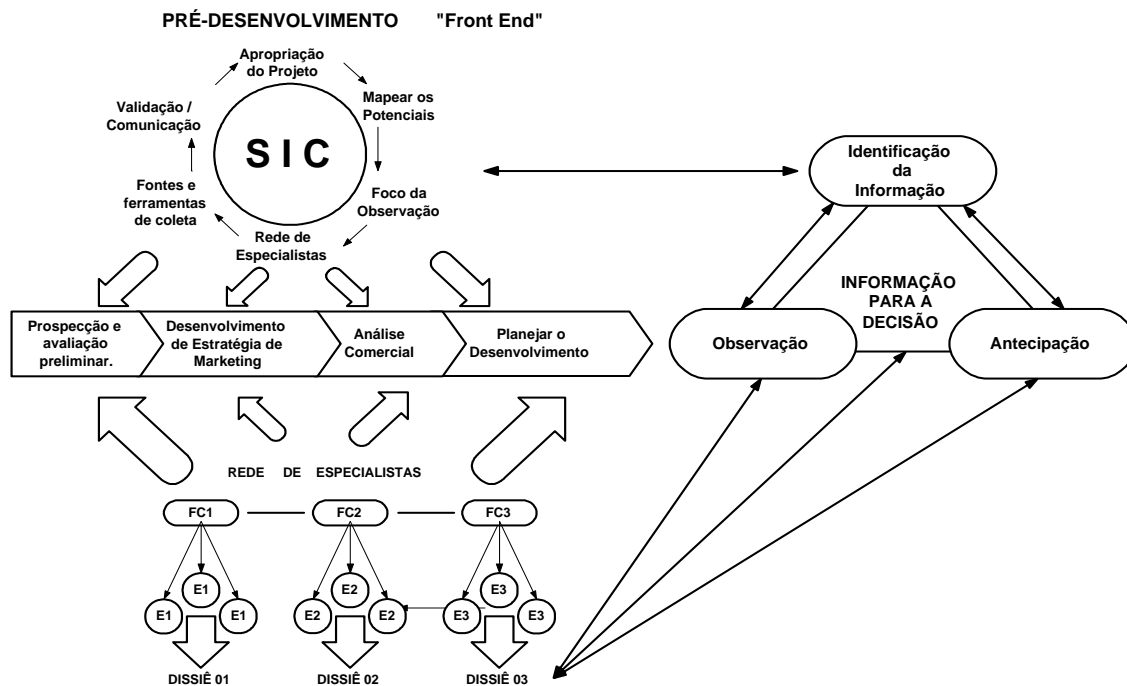 PRÉ-DESENVOLVIMENTO "Front End"
Apropriação
do Projeto
Mapear os
Potenciais
Foco da
Observação
Rede de
Especialistas
Fontes e
ferramentas
de coleta
Validação /
Comunicação
S I C
Identificação
da
Informação
INFORMAÇÃO
PARA A
DECISÃO
Observação
Antecipação
Prospecção e
avaliação
preliminar.
Desenvolvimento
de Estratégia de
Marketing
Análise
Comercial
Planejar o
Desenvolvimento
REDE DE ESPECIALISTAS
FC1
FC2
FC3
E1
E1
E1
E2
E2
E2
E3
E3
E3
DISSIÊ 01
DISSIÊ 02
DISSIÊ 03